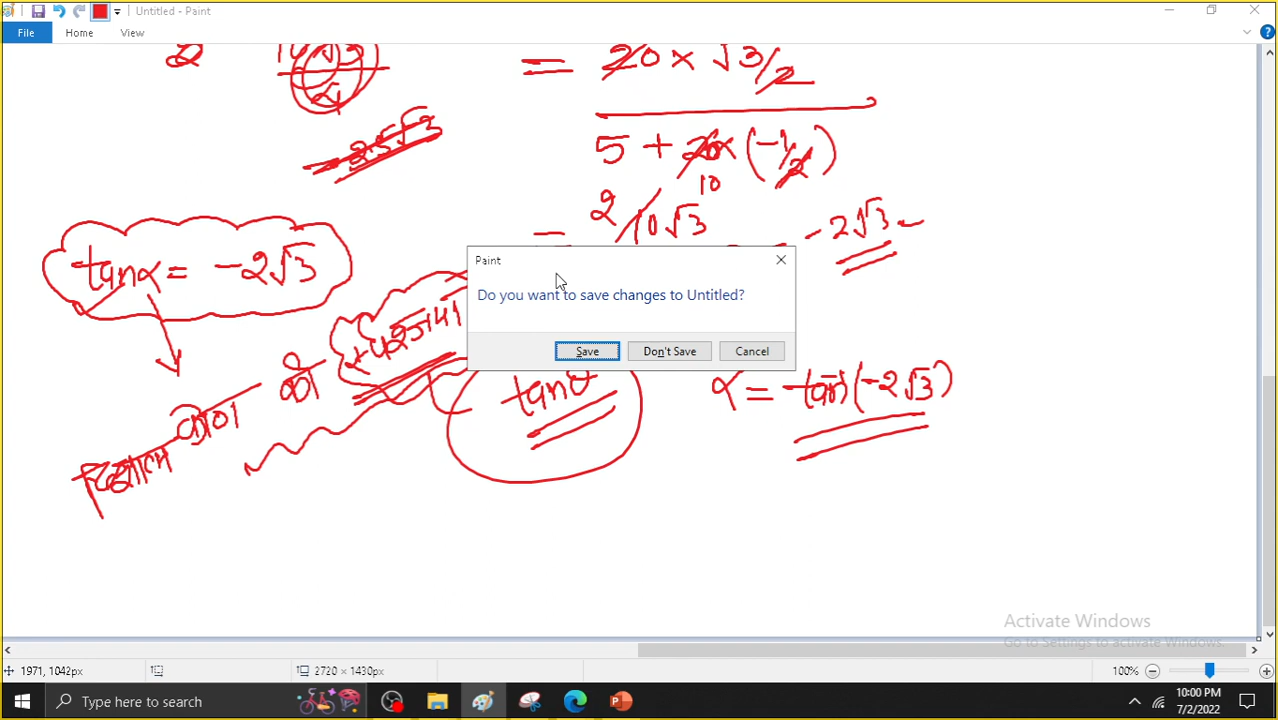 Untitled - Paint
File Home View
= 20 × √3/2
25√3
5 + 20 × (-1/2)
10
2
= 10√3
-2√3
tanα = -2√3
Paint
Do you want to save changes to Untitled?
Save Don't Save Cancel
tanθ
α = tan⁻¹(-2√3)
Activate Windows
Go to Settings to activate Windows.
1971, 1042px 2720 × 1430px 100%
Type here to search
10:00 PM
7/2/2022